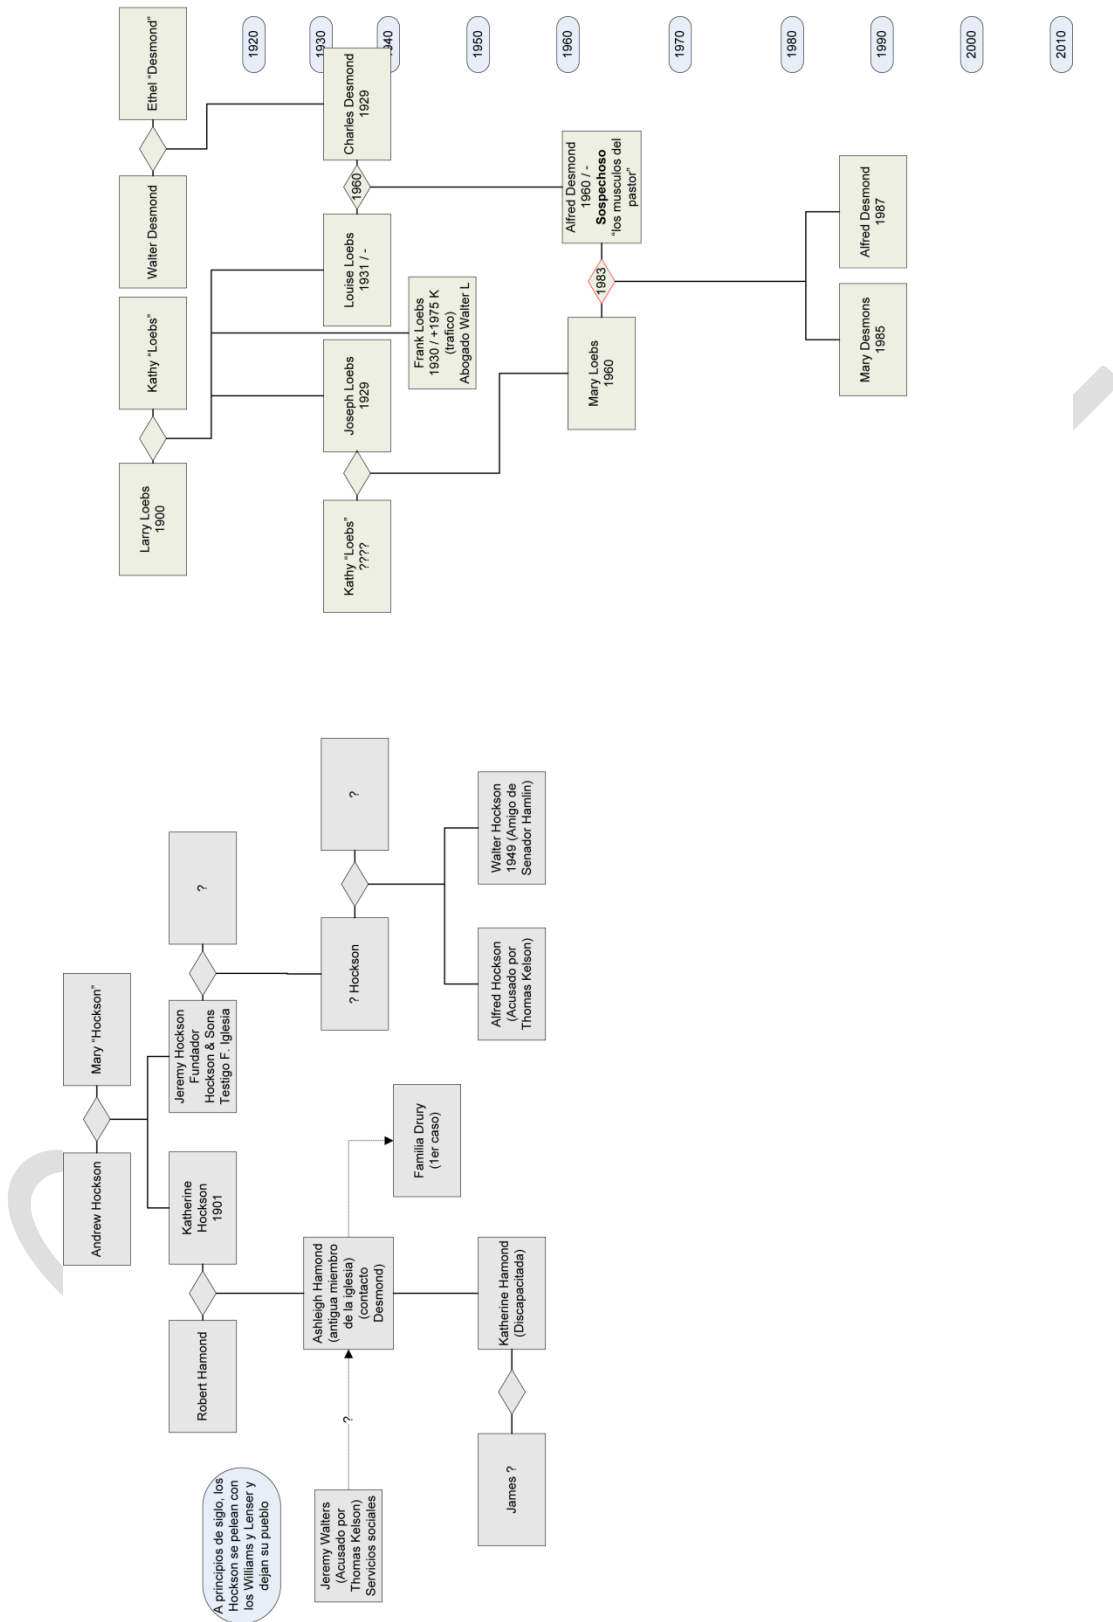 1920
1930
1940
1950
1960
1970
1980
1990
2000
2010
Larry Loebs
1900
Kathy "Loebs"
Walter Desmond
Ethel "Desmond"
Kathy "Loebs"
????
Joseph Loebs
1929
Louise Loebs
1931 / -
1960
Charles Desmond
1929
Frank Loebs
1930 / +1975 K
(trafico)
Abogado Walter L
Mary Loebs
1960
1983
Alfred Desmond
1960 / -
Sospechoso
"los musculos del
pastor"
Mary Desmons
1985
Alfred Desmond
1987
Andrew Hockson
Mary "Hockson"
Robert Hamond
Katherine
Hockson
1901
Jeremy Hockson
Fundador
Hockson & Sons
Testigo F. Iglesia
?
A principios de siglo, los
Hockson se pelean con
los Williams y Lenser y
dejan su pueblo
Jeremy Walters
(Acusado por
Thomas Kelson)
Servicios sociales
?
Ashleigh Hamond
(antigua miembro
de la iglesia)
(contacto
Desmond)
? Hockson
?
Familia Drury
(1er caso)
James ?
Katherine Hamond
(Discapacitada)
Alfred Hockson
(Acusado por
Thomas Kelson)
Walter Hockson
1949 (Amigo de
Senador Hamlin)